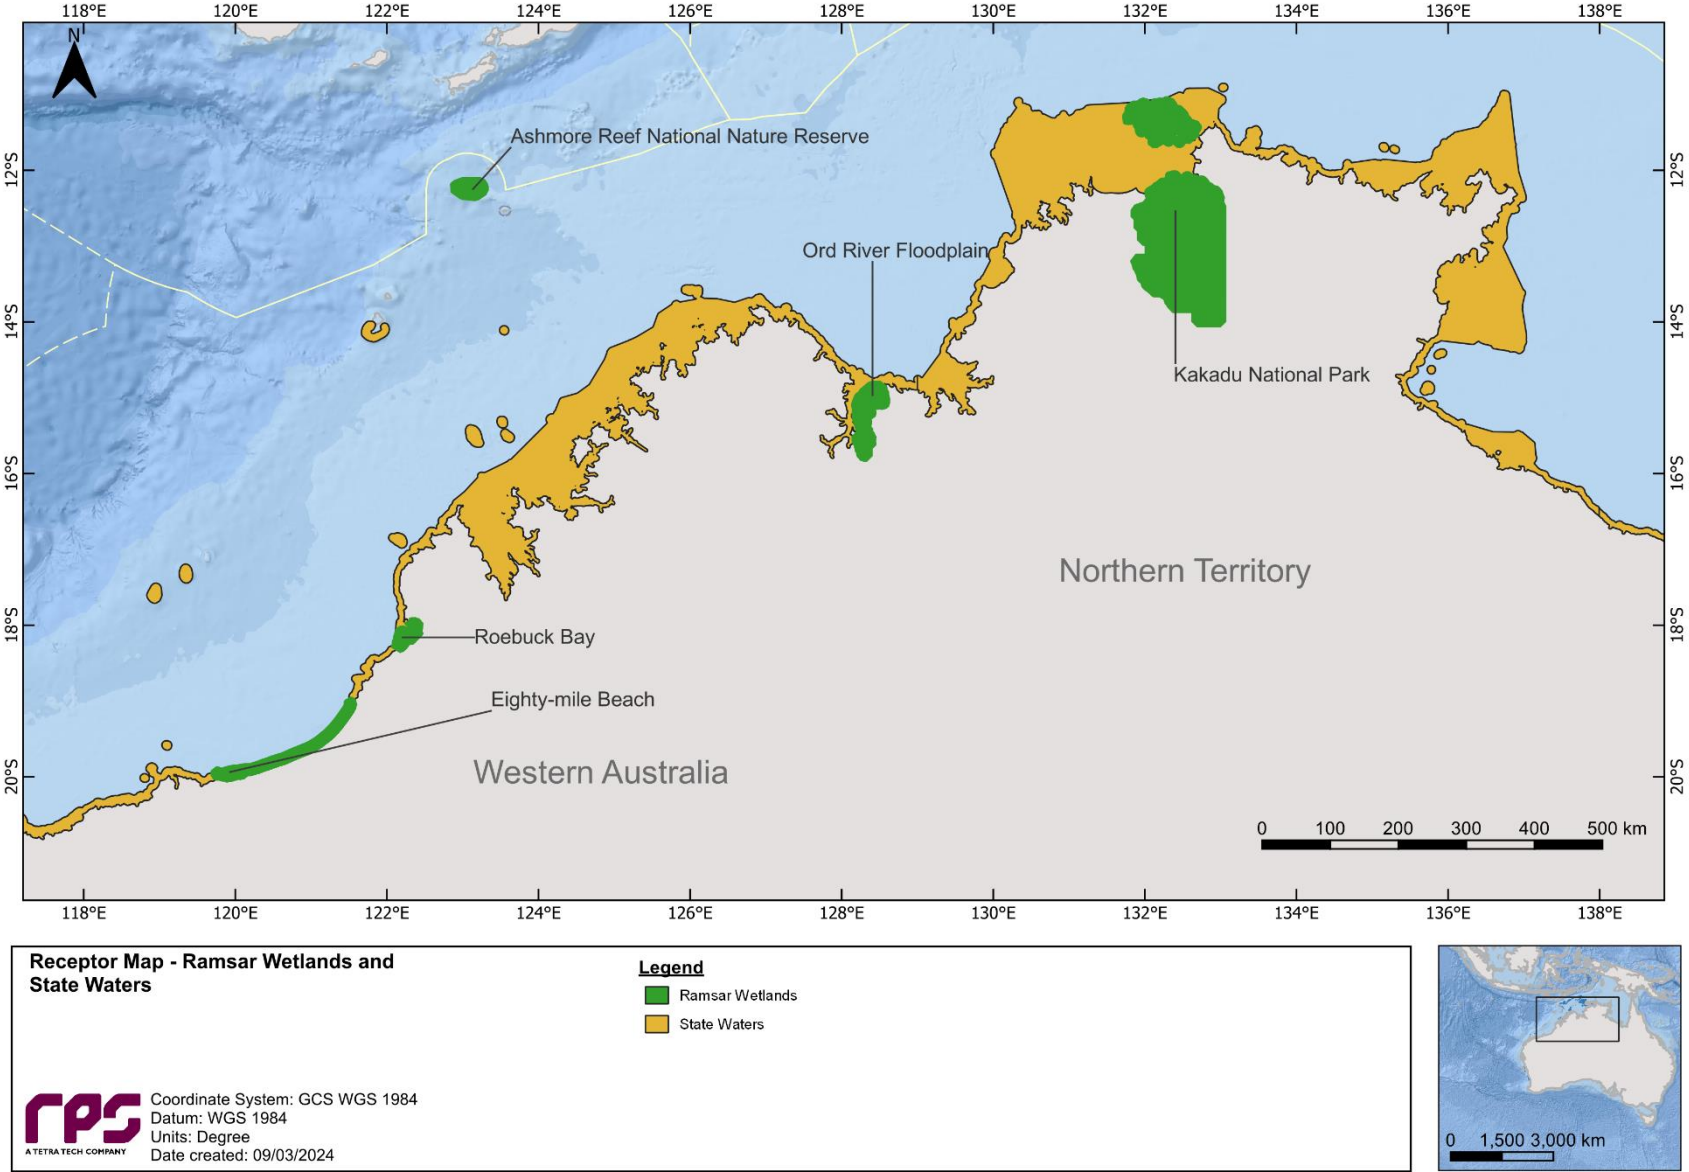 118°E 120°E 122°E 124°E 126°E 128°E 130°E 132°E 134°E 136°E 138°E
N
Ashmore Reef National Nature Reserve
12°S 12°S
Ord River Floodplain
14°S 14°S
Kakadu National Park
16°S 16°S
Northern Territory
18°S 18°S
Roebuck Bay
Eighty-mile Beach
Western Australia
20°S 20°S
0 100 200 300 400 500 km
118°E 120°E 122°E 124°E 126°E 128°E 130°E 132°E 134°E 136°E 138°E
Receptor Map - Ramsar Wetlands and
State Waters
Legend
Ramsar Wetlands
State Waters
rps
A TETRA TECH COMPANY
Coordinate System: GCS WGS 1984
Datum: WGS 1984
Units: Degree
Date created: 09/03/2024
0 1,500 3,000 km